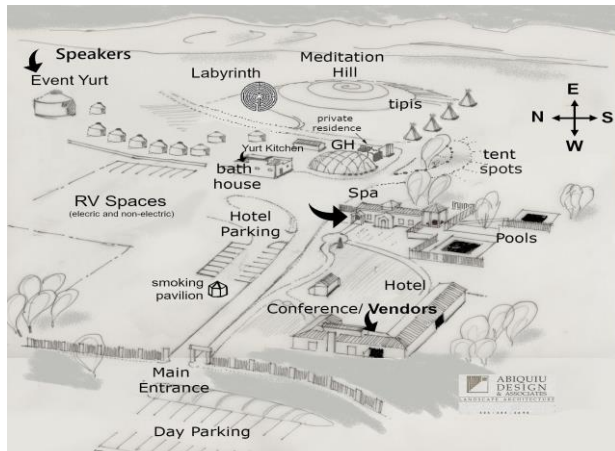 Speakers
Event Yurt
Labyrinth
Meditation
Hill
tipis
E
N
S
W
private
residence
Yurt Kitchen
GH
bath
house
tent
spots
RV Spaces
(elecric and non-electric)
Hotel
Parking
Spa
Pools
smoking
pavilion
Hotel
Conference/ Vendors
Main
Entrance
Day Parking
ABIQUIU
DESIGN
& ASSOCIATES
LANDSCAPE ARCHITECTURE